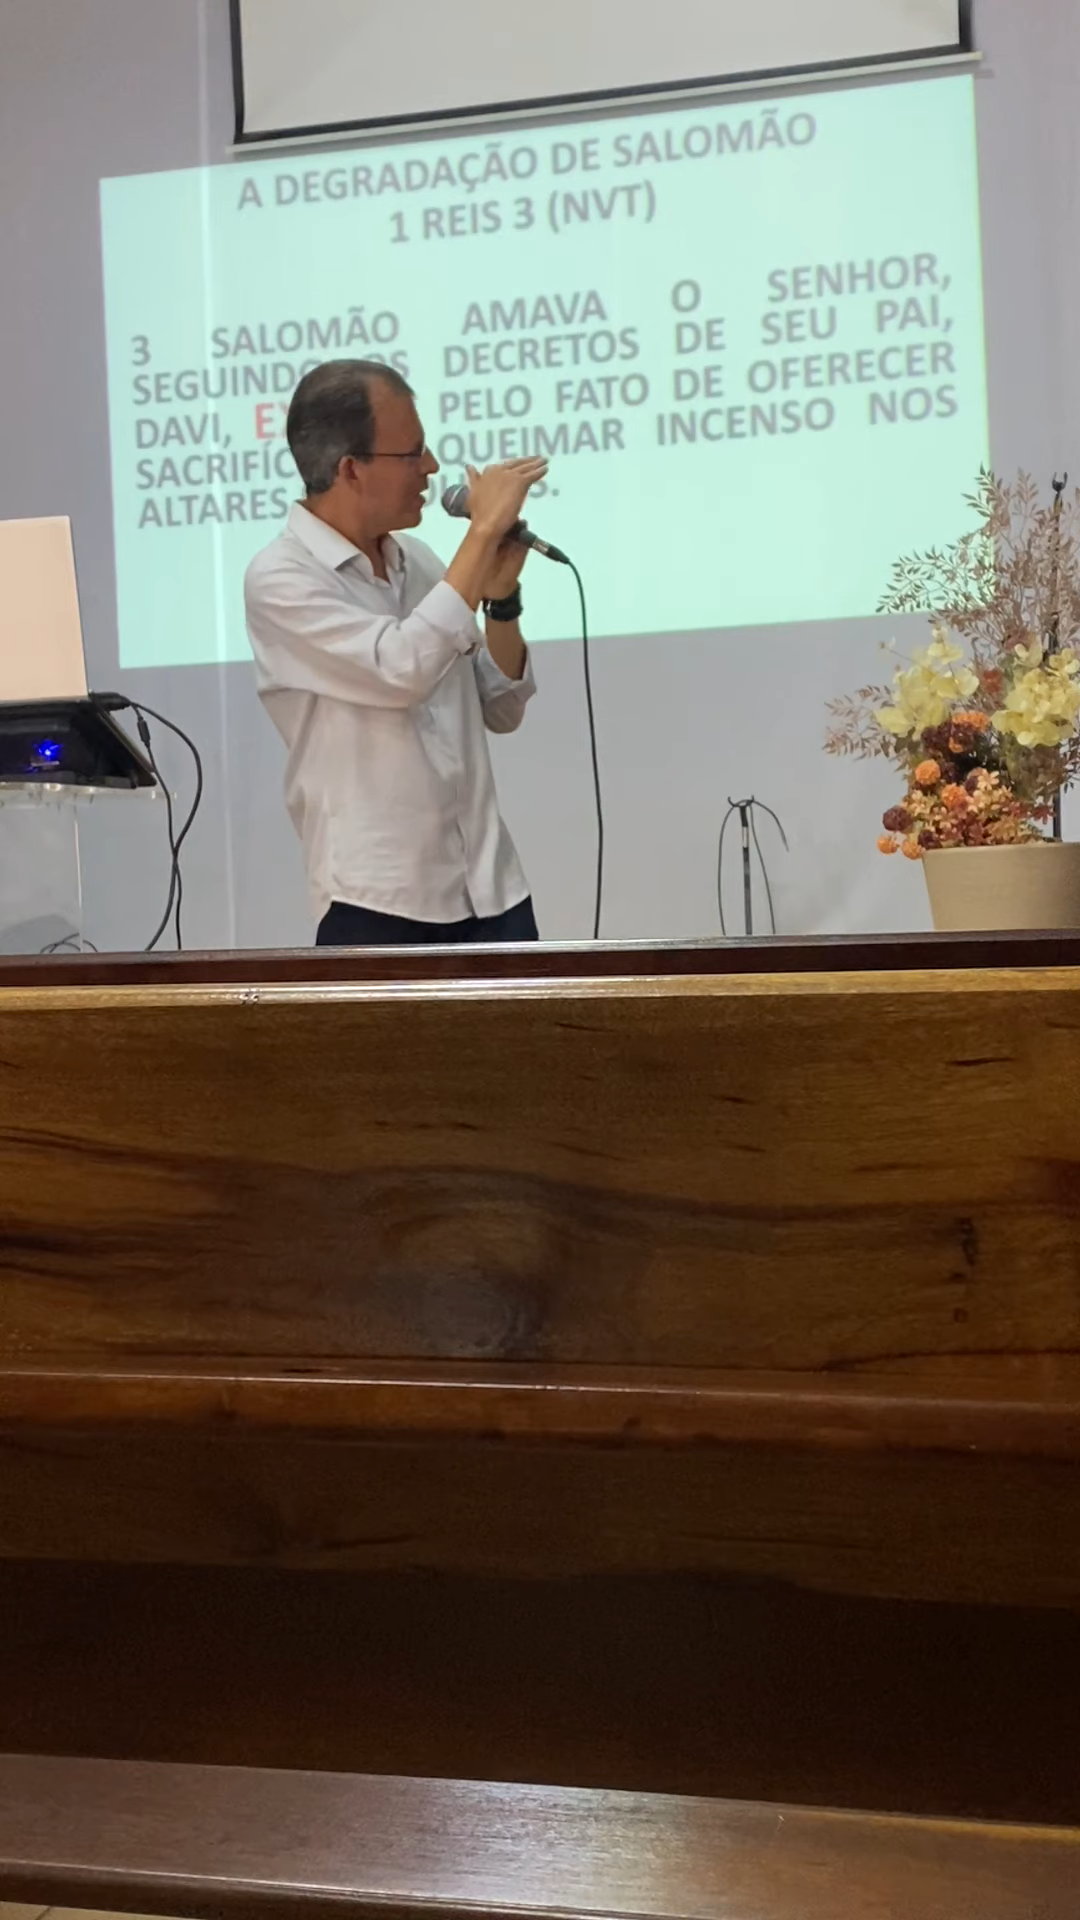 A DEGRADAÇÃO DE SALOMÃO
1 REIS 3 (NVT)
3 SALOMÃO AMAVA O SENHOR,
SEGUINDO OS DECRETOS DE SEU PAI,
DAVI, PELO FATO DE OFERECER
QUEIMAR INCENSO NOS
ALTARES